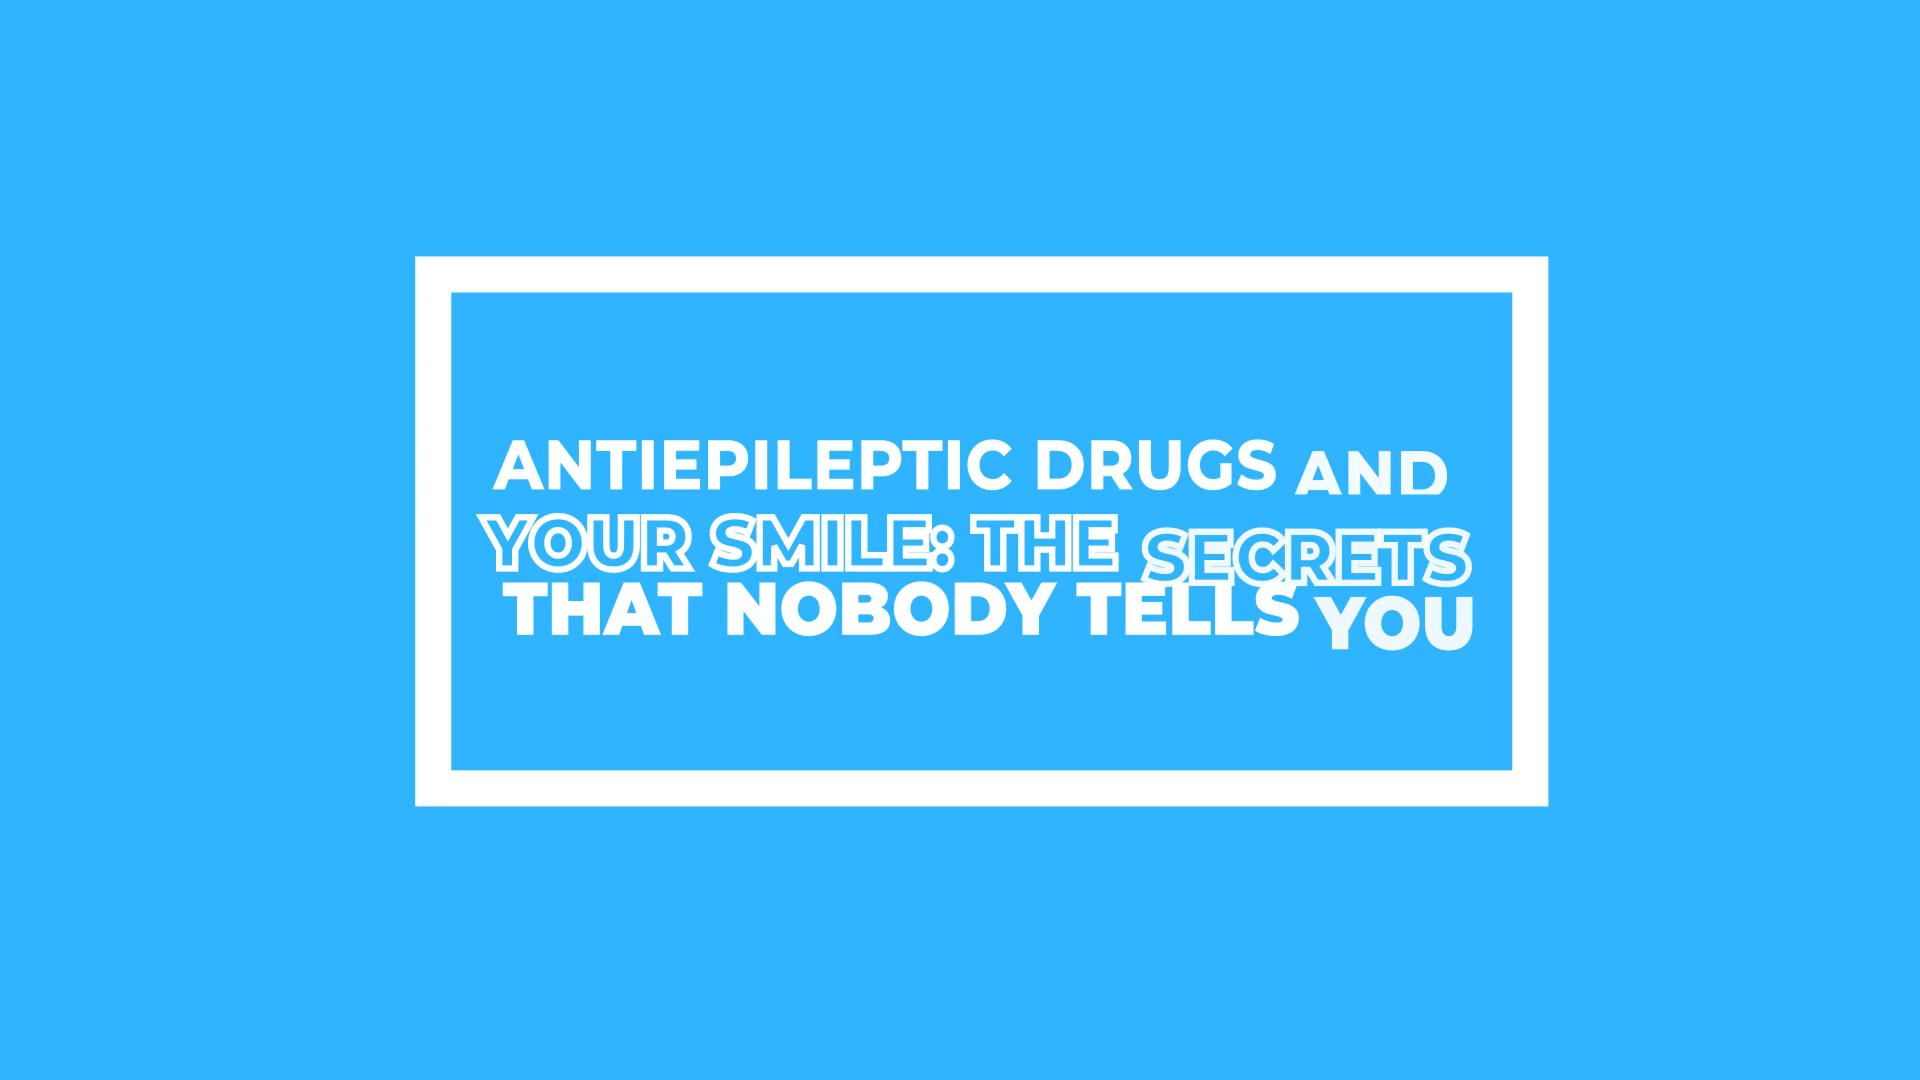 ANTIEPILEPTIC DRUGS AND
YOUR SMILE: THE SECRETS
THAT NOBODY TELLS YOU